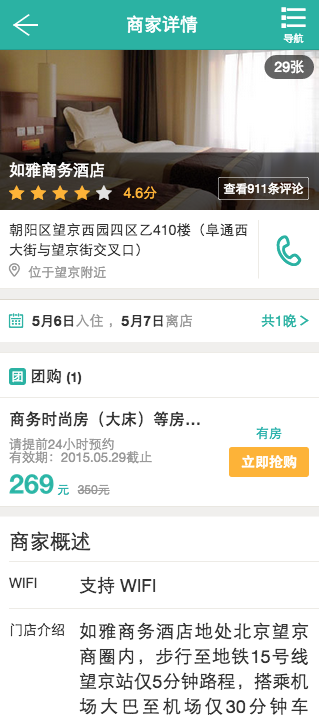 商家详情
导航
29张
如雅商务酒店
4.6分
查看911条评论
朝阳区望京西园四区乙410楼（阜通西
大街与望京街交叉口）
位于望京附近
5月6日入住 ，5月7日离店
共1晚 >
团 团购 (1)
商务时尚房（大床）等房...
请提前24小时预约
有效期：2015.05.29截止
269 元 350元
有房
立即抢购
商家概述
WIFI 支持 WIFI
门店介绍 如雅商务酒店地处北京望京
商圈内，步行至地铁15号线
望京站仅5分钟路程，搭乘机
场大巴至机场仅30分钟车